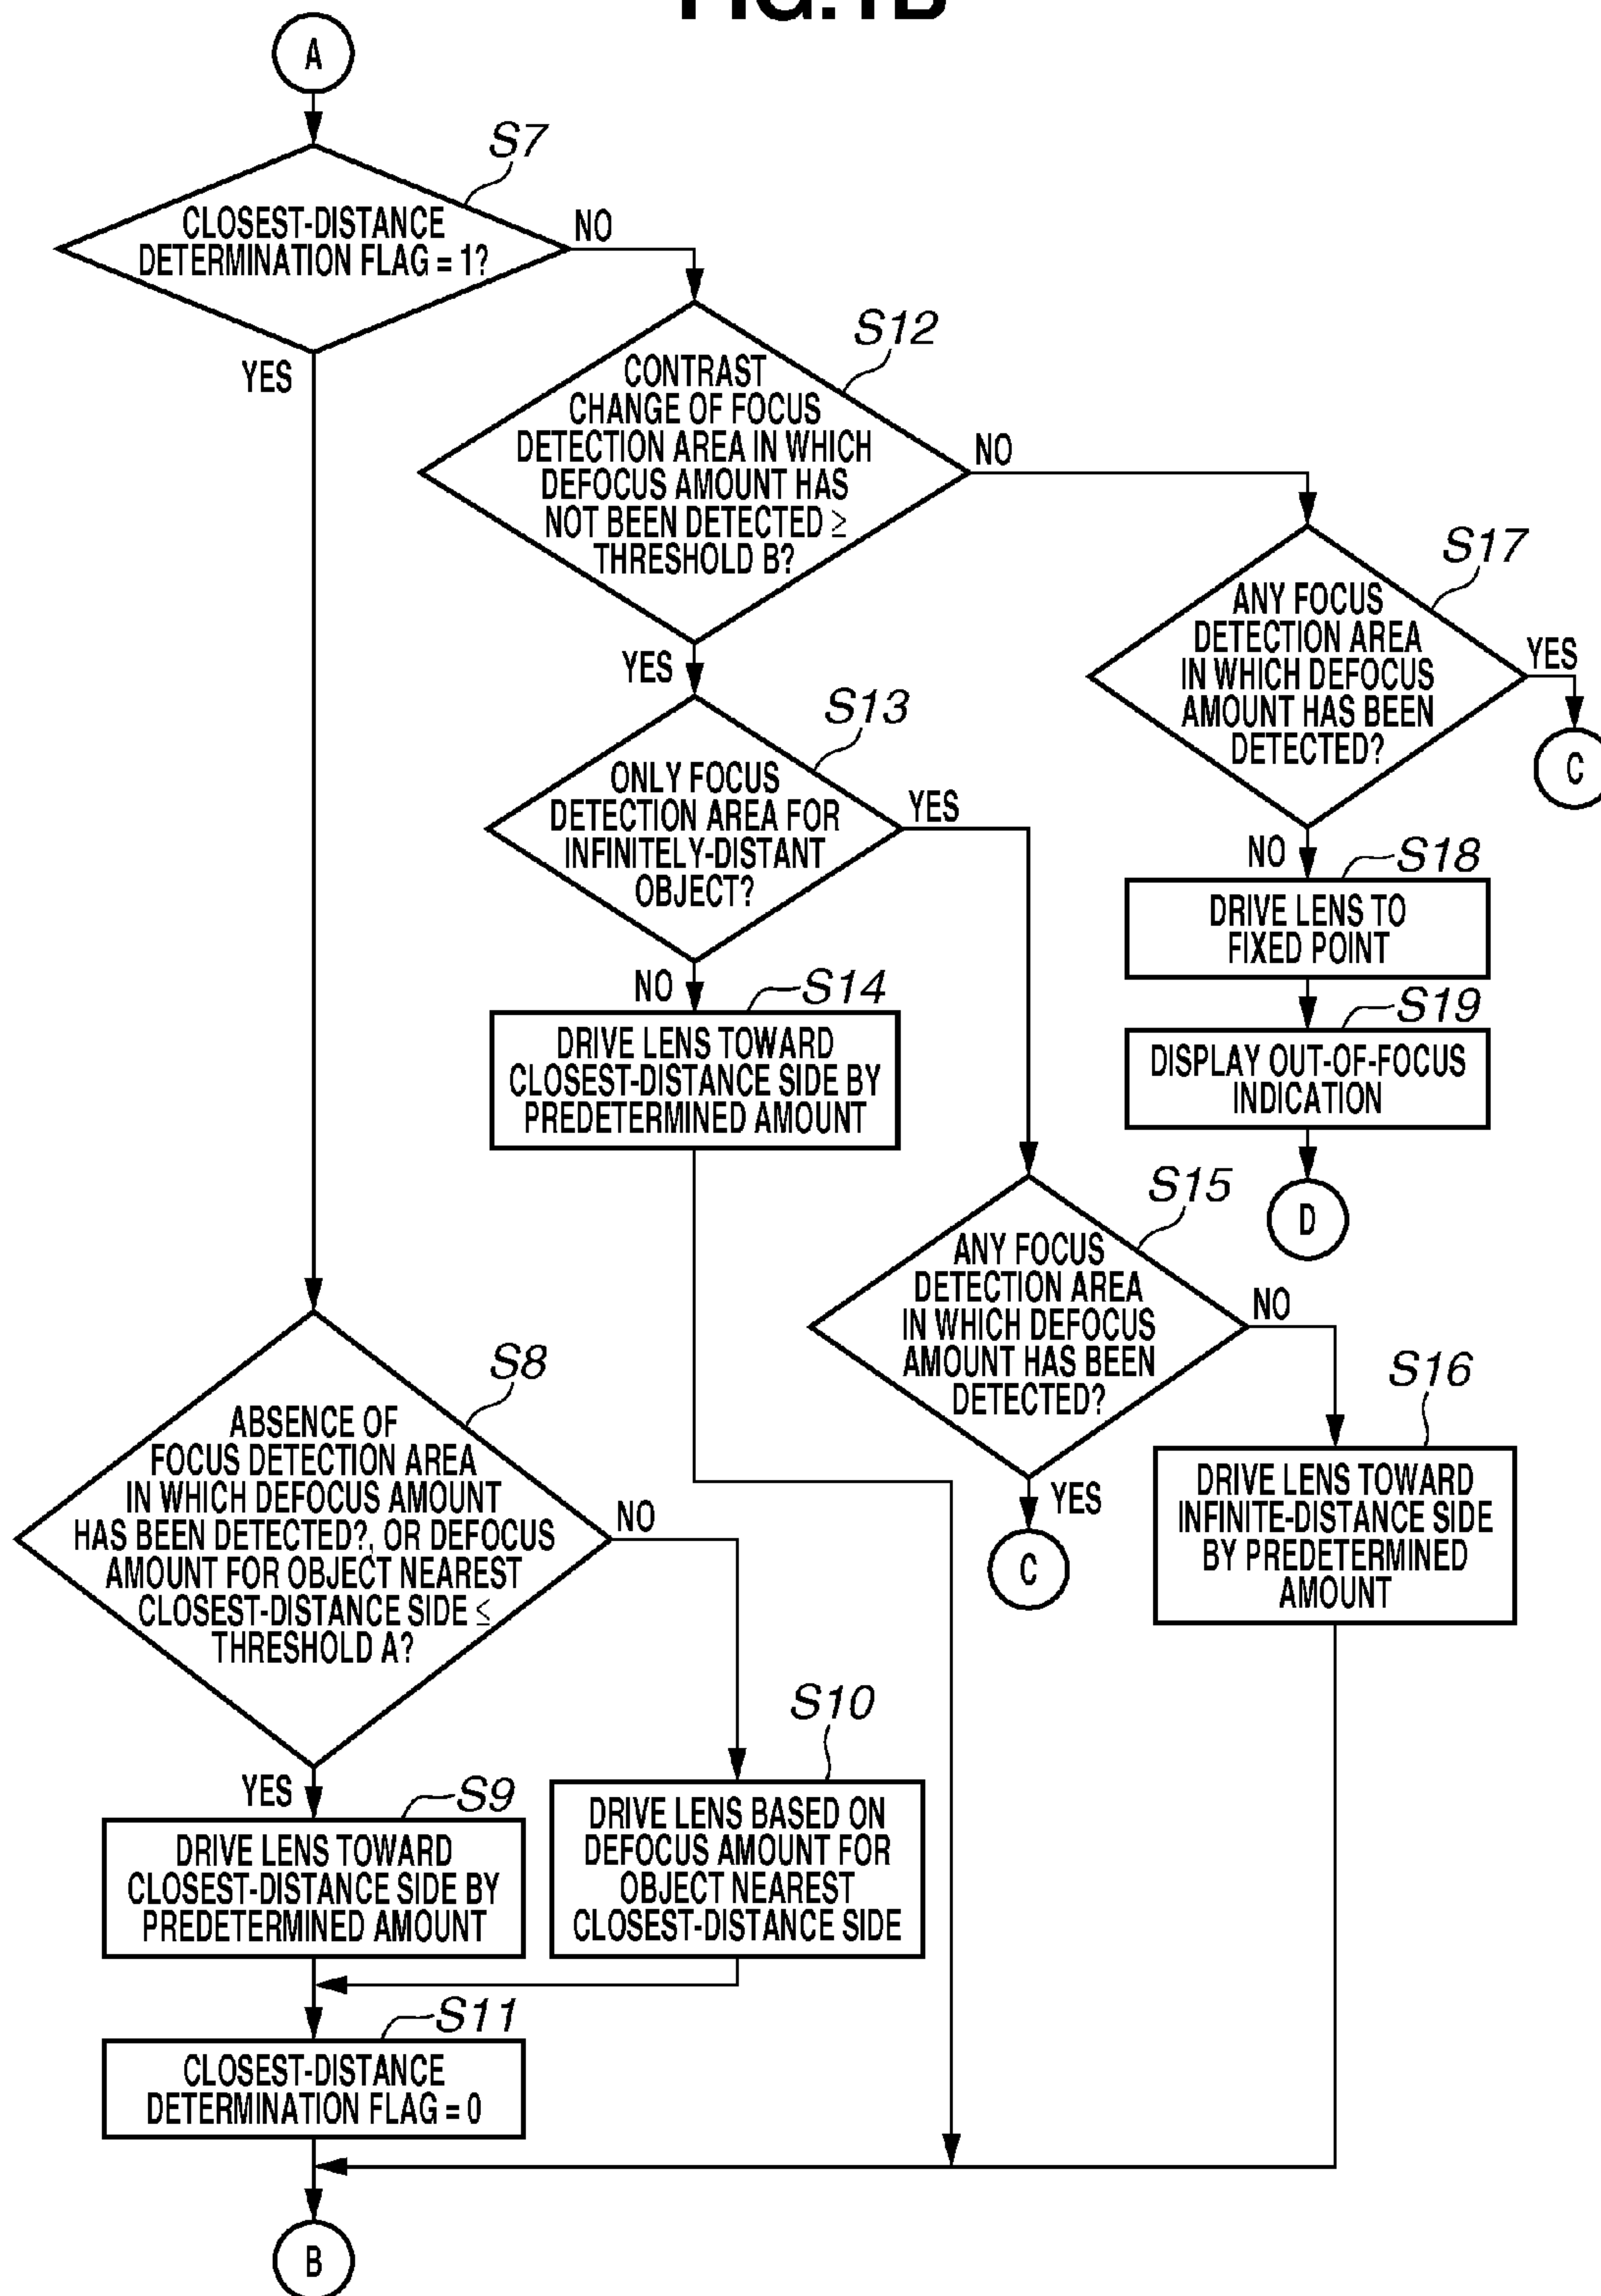 FIG. 1B
A
S7
CLOSEST-DISTANCE
DETERMINATION FLAG = 1?
NO
YES
S12
CONTRAST
CHANGE OF FOCUS
DETECTION AREA IN WHICH
DEFOCUS AMOUNT HAS
NOT BEEN DETECTED ≧
THRESHOLD B?
NO
YES
S17
ANY FOCUS
DETECTION AREA
IN WHICH DEFOCUS
AMOUNT HAS BEEN
DETECTED?
YES
C
NO
S13
ONLY FOCUS
DETECTION AREA FOR
INFINITELY-DISTANT
OBJECT?
YES
NO
S18
DRIVE LENS TO
FIXED POINT
S14
DRIVE LENS TOWARD
CLOSEST-DISTANCE SIDE BY
PREDETERMINED AMOUNT
S19
DISPLAY OUT-OF-FOCUS
INDICATION
D
S15
ANY FOCUS
DETECTION AREA
IN WHICH DEFOCUS
AMOUNT HAS BEEN
DETECTED?
NO
YES
C
S16
DRIVE LENS TOWARD
INFINITE-DISTANCE SIDE
BY PREDETERMINED
AMOUNT
S8
ABSENCE OF
FOCUS DETECTION AREA
IN WHICH DEFOCUS AMOUNT
HAS BEEN DETECTED?, OR DEFOCUS
AMOUNT FOR OBJECT NEAREST
CLOSEST-DISTANCE SIDE ≦
THRESHOLD A?
NO
YES
S9
DRIVE LENS TOWARD
CLOSEST-DISTANCE SIDE BY
PREDETERMINED AMOUNT
S10
DRIVE LENS BASED ON
DEFOCUS AMOUNT FOR
OBJECT NEAREST
CLOSEST-DISTANCE SIDE
S11
CLOSEST-DISTANCE
DETERMINATION FLAG = 0
B